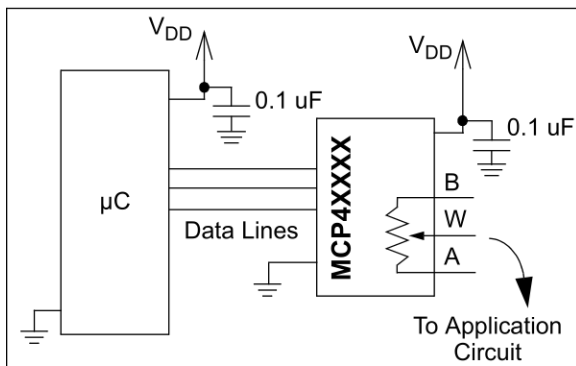 VDD
0.1 uF
VDD
0.1 uF
µC
Data Lines
MCP4XXXX
B
W
A
To Application
Circuit